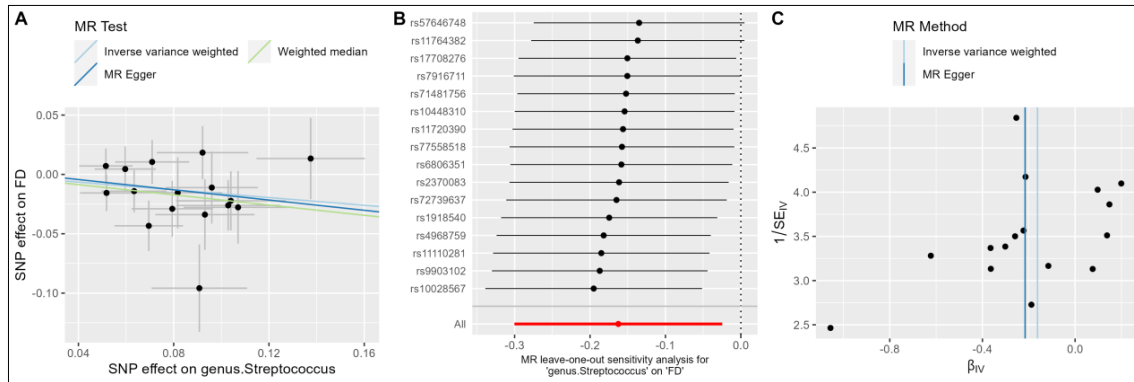 A
MR Test
Inverse variance weighted
Weighted median
MR Egger
SNP effect on FD
0.05
0.00
-0.05
-0.10
0.04
0.08
0.12
0.16
SNP effect on genus.Streptococcus
B
rs57646748
rs11764382
rs17708276
rs7916711
rs71481756
rs10448310
rs11720390
rs77558518
rs6806351
rs2370083
rs72739637
rs1918540
rs4968759
rs11110281
rs9903102
rs10028567
All
-0.3
-0.2
-0.1
0.0
MR leave-one-out sensitivity analysis for
'genus.Streptococcus' on 'FD'
C
MR Method
Inverse variance weighted
MR Egger
1/SEIV
4.5
4.0
3.5
3.0
2.5
-0.8
-0.4
0.0
βIV